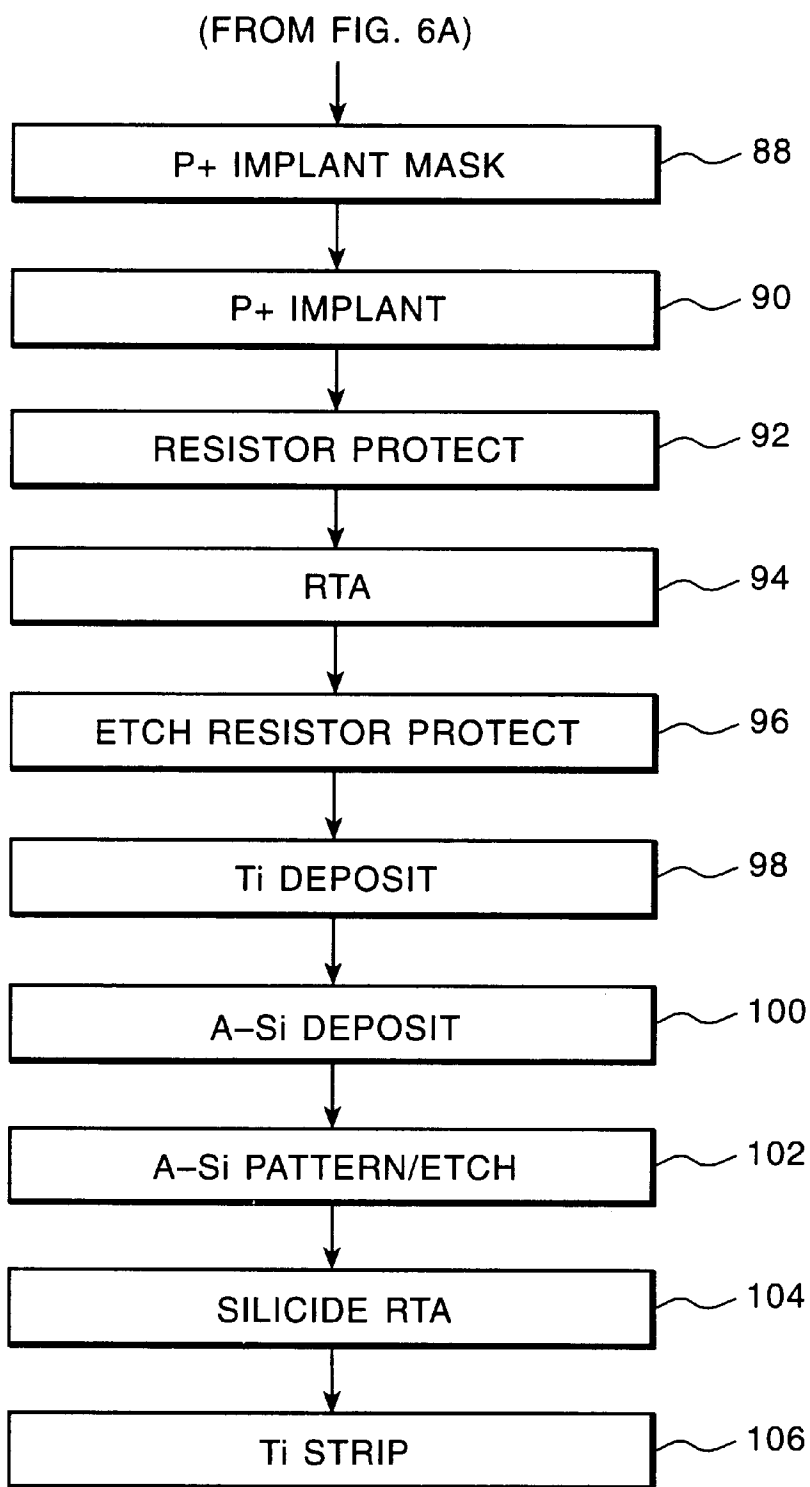 (FROM FIG. 6A)
P+ IMPLANT MASK 88
P+ IMPLANT 90
RESISTOR PROTECT 92
RTA 94
ETCH RESISTOR PROTECT 96
Ti DEPOSIT 98
A–Si DEPOSIT 100
A–Si PATTERN/ETCH 102
SILICIDE RTA 104
Ti STRIP 106